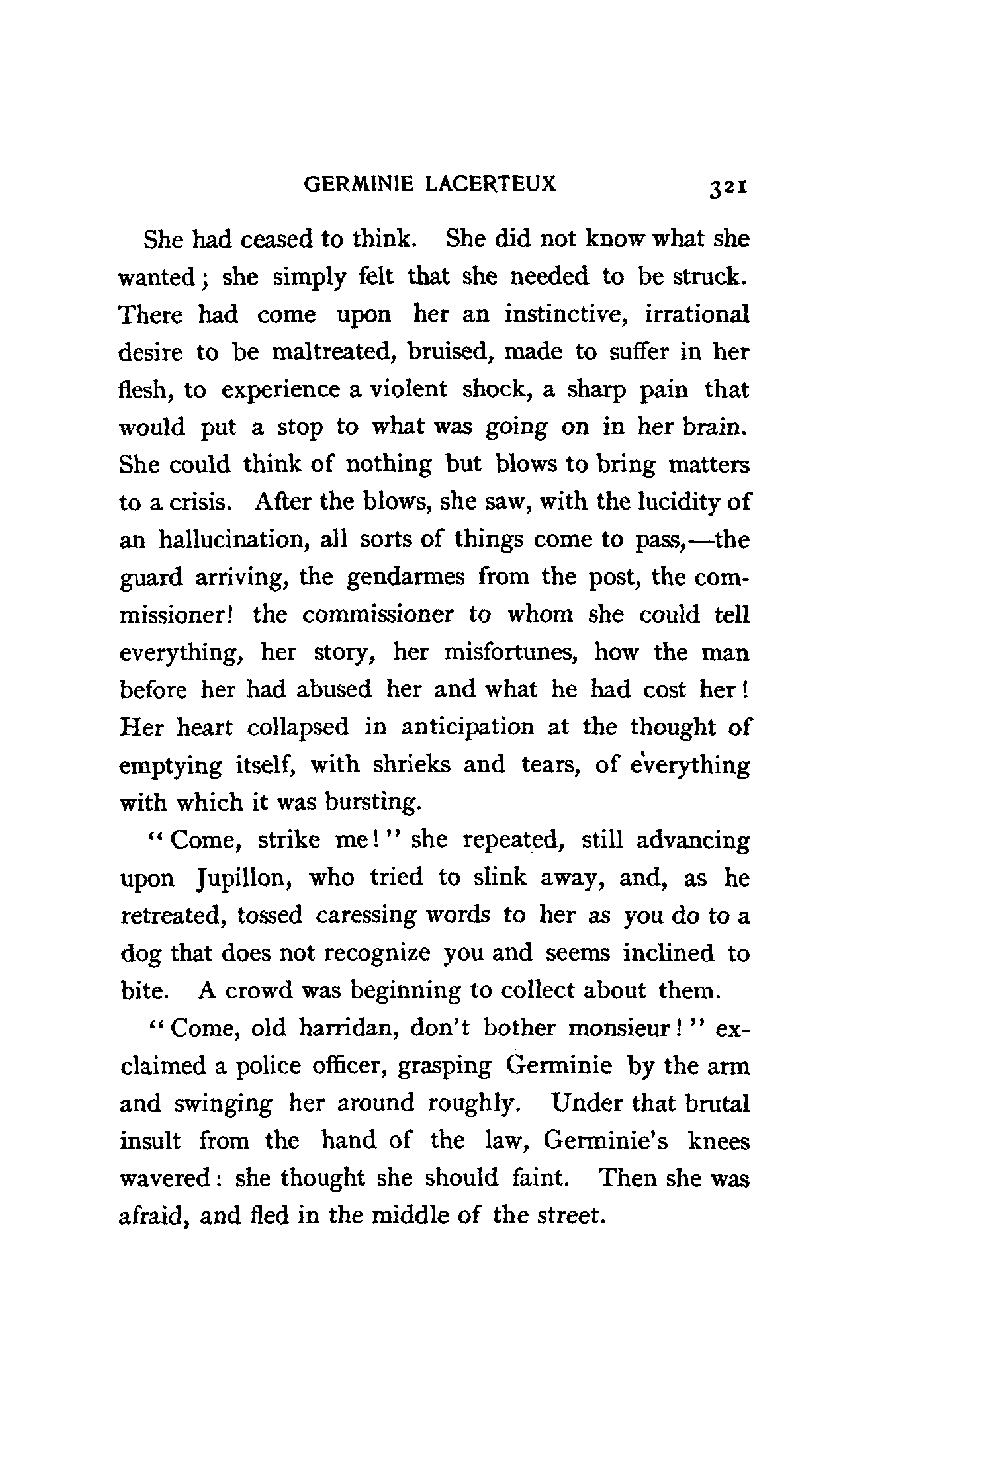 GERMINIE LACERTEUX 321
She had ceased to think. She did not know what she
wanted; she simply felt that she needed to be struck.
There had come upon her an instinctive, irrational
desire to be maltreated, bruised, made to suffer in her
flesh, to experience a violent shock, a sharp pain that
would put a stop to what was going on in her brain.
She could think of nothing but blows to bring matters
to a crisis. After the blows, she saw, with the lucidity of
an hallucination, all sorts of things come to pass,—the
guard arriving, the gendarmes from the post, the com-
missioner! the commissioner to whom she could tell
everything, her story, her misfortunes, how the man
before her had abused her and what he had cost her!
Her heart collapsed in anticipation at the thought of
emptying itself, with shrieks and tears, of everything
with which it was bursting.
“Come, strike me!” she repeated, still advancing
upon Jupillon, who tried to slink away, and, as he
retreated, tossed caressing words to her as you do to a
dog that does not recognize you and seems inclined to
bite. A crowd was beginning to collect about them.
“Come, old harridan, don't bother monsieur!” ex-
claimed a police officer, grasping Germinie by the arm
and swinging her around roughly. Under that brutal
insult from the hand of the law, Germinie's knees
wavered: she thought she should faint. Then she was
afraid, and fled in the middle of the street.